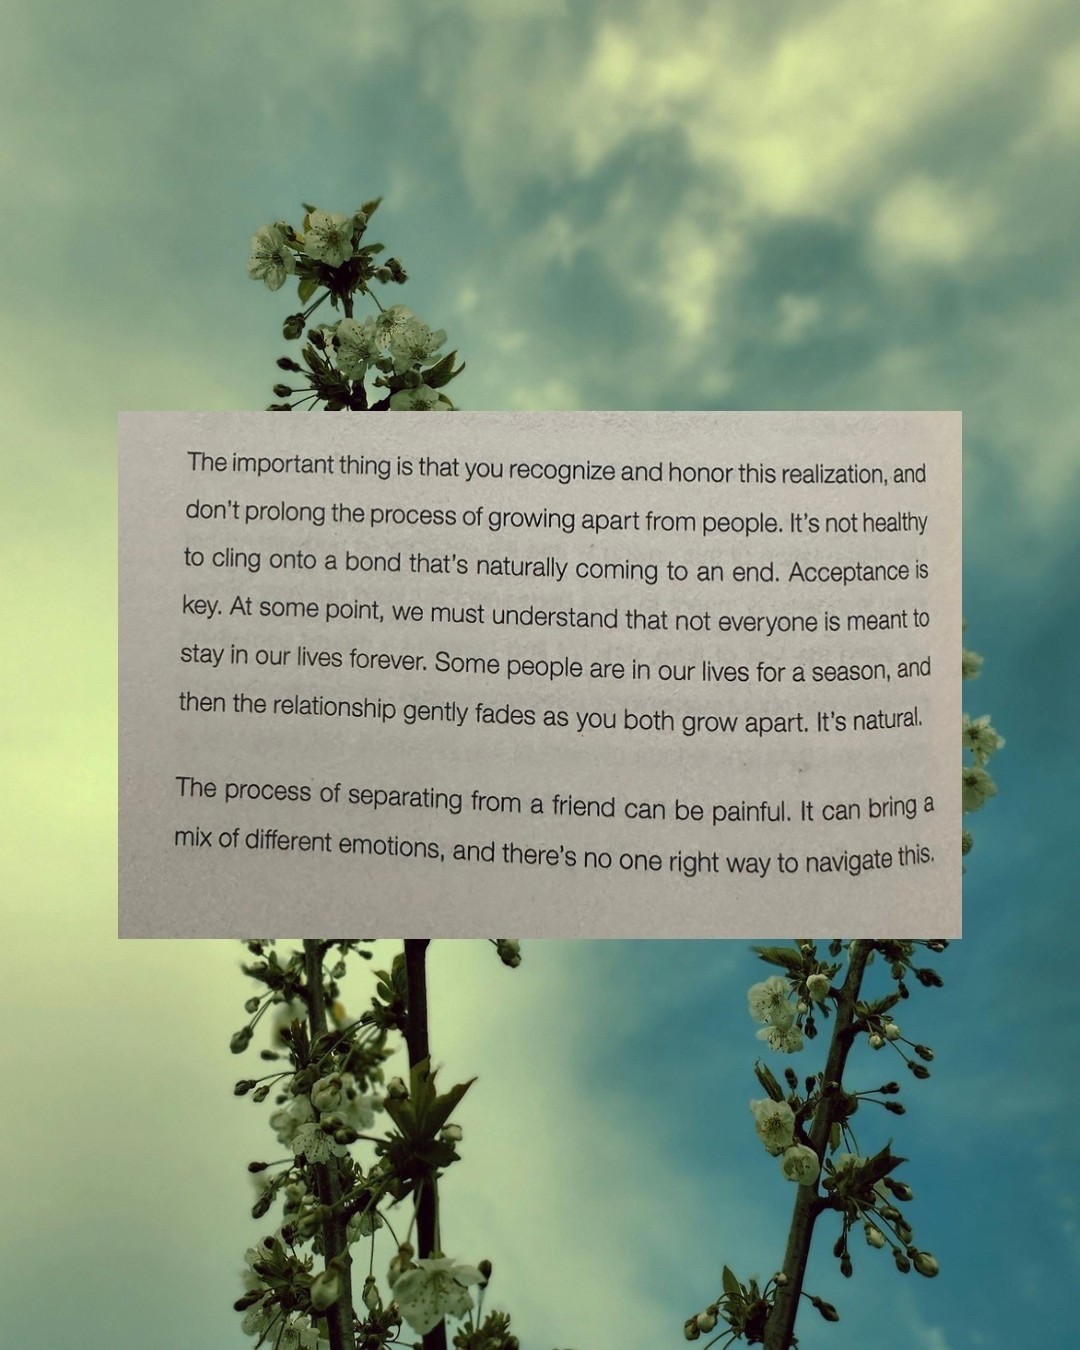 The important thing is that you recognize and honor this realization, and
don't prolong the process of growing apart from people. It's not healthy
to cling onto a bond that's naturally coming to an end. Acceptance is
key. At some point, we must understand that not everyone is meant to
stay in our lives forever. Some people are in our lives for a season, and
then the relationship gently fades as you both grow apart. It's natural.
The process of separating from a friend can be painful. It can bring a
mix of different emotions, and there's no one right way to navigate this.